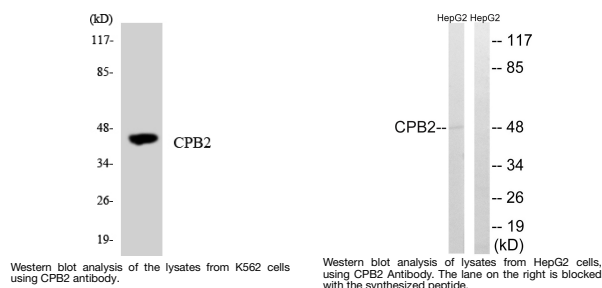 (kD)
117-
85-
48-
CPB2
34-
26-
19-
Western blot analysis of the lysates from K562 cells
using CPB2 antibody.
HepG2 HepG2
-- 117
-- 85
CPB2--
-- 48
-- 34
-- 26
-- 19
(kD)
Western blot analysis of lysates from HepG2 cells,
using CPB2 Antibody. The lane on the right is blocked
with the synthesized peptide.